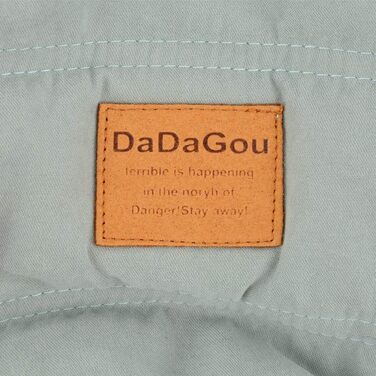 DaDaGou
terrible is happening
in the noryh of
Danger!Stay away!